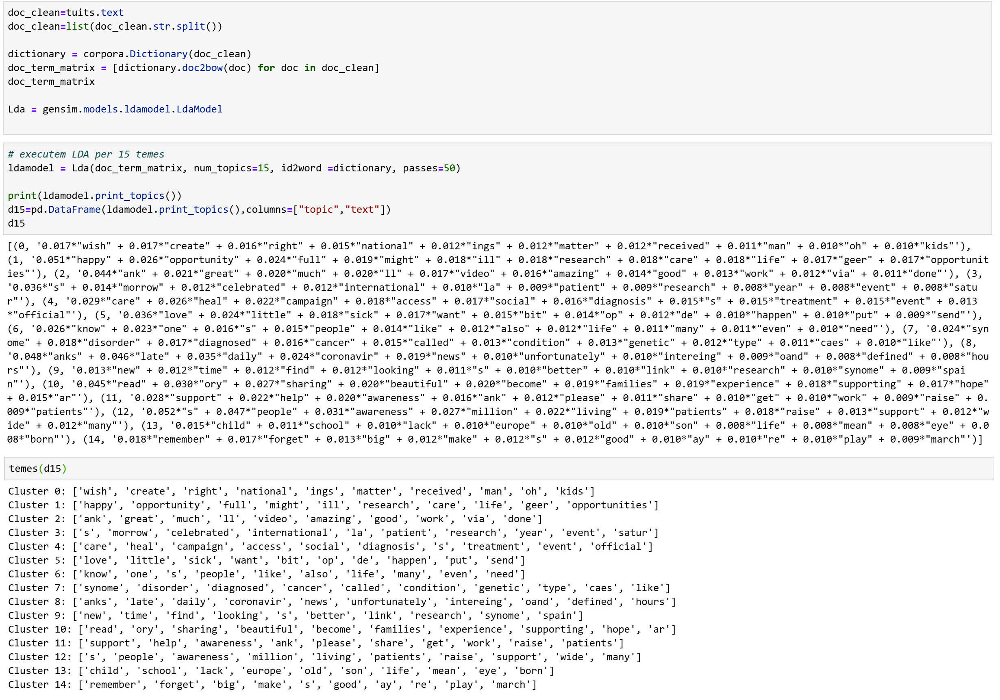 doc_clean=tuits.text
doc_clean=list(doc_clean.str.split())
dictionary = corpora.Dictionary(doc_clean)
doc_term_matrix = [dictionary.doc2bow(doc) for doc in doc_clean]
doc_term_matrix
Lda = gensim.models.ldamodel.LdaModel
# executem LDA per 15 temes
ldamodel = Lda(doc_term_matrix, num_topics=15, id2word =dictionary, passes=50)
print(ldamodel.print_topics())
d15=pd.DataFrame(ldamodel.print_topics(),columns=["topic","text"])
d15
[(0, '0.017*"wish" + 0.017*"create" + 0.016*"right" + 0.015*"national" + 0.012*"ings" + 0.012*"matter" + 0.012*"received" + 0.011*"man" + 0.010*"oh" + 0.010*"kids"'),
(1, '0.051*"happy" + 0.026*"opportunity" + 0.024*"full" + 0.019*"might" + 0.018*"ill" + 0.018*"research" + 0.018*"care" + 0.018*"life" + 0.017*"geer" + 0.017*"opportunit
ies"'), (2, '0.044*"ank" + 0.021*"great" + 0.020*"much" + 0.020*"ll" + 0.017*"video" + 0.016*"amazing" + 0.014*"good" + 0.013*"work" + 0.012*"via" + 0.011*"done"'), (3,
'0.036*"s" + 0.014*"morrow" + 0.012*"celebrated" + 0.012*"international" + 0.010*"la" + 0.009*"patient" + 0.009*"research" + 0.008*"year" + 0.008*"event" + 0.008*"satu
r"'), (4, '0.029*"care" + 0.026*"heal" + 0.022*"campaign" + 0.018*"access" + 0.017*"social" + 0.016*"diagnosis" + 0.015*"s" + 0.015*"treatment" + 0.015*"event" + 0.013
*"official"'), (5, '0.036*"love" + 0.024*"little" + 0.018*"sick" + 0.017*"want" + 0.015*"bit" + 0.014*"op" + 0.012*"de" + 0.010*"happen" + 0.010*"put" + 0.009*"send"'),
(6, '0.026*"know" + 0.023*"one" + 0.016*"s" + 0.015*"people" + 0.014*"like" + 0.012*"also" + 0.012*"life" + 0.011*"many" + 0.011*"even" + 0.010*"need"'), (7, '0.024*"syn
ome" + 0.018*"disorder" + 0.017*"diagnosed" + 0.016*"cancer" + 0.015*"called" + 0.013*"condition" + 0.013*"genetic" + 0.012*"type" + 0.011*"caes" + 0.010*"like"'), (8,
'0.048*"anks" + 0.046*"late" + 0.035*"daily" + 0.024*"coronavir" + 0.019*"news" + 0.010*"unfortunately" + 0.010*"intereing" + 0.009*"oand" + 0.008*"defined" + 0.008*"hou
rs"'), (9, '0.013*"new" + 0.012*"time" + 0.012*"find" + 0.012*"looking" + 0.011*"s" + 0.010*"better" + 0.010*"link" + 0.010*"research" + 0.010*"synome" + 0.009*"spai
n"'), (10, '0.045*"read" + 0.030*"ory" + 0.027*"sharing" + 0.020*"beautiful" + 0.020*"become" + 0.019*"families" + 0.019*"experience" + 0.018*"supporting" + 0.017*"hope"
+ 0.015*"ar"'), (11, '0.028*"support" + 0.022*"help" + 0.020*"awareness" + 0.016*"ank" + 0.012*"please" + 0.011*"share" + 0.010*"get" + 0.010*"work" + 0.009*"raise" + 0.
009*"patients"'), (12, '0.052*"s" + 0.047*"people" + 0.031*"awareness" + 0.027*"million" + 0.022*"living" + 0.019*"patients" + 0.018*"raise" + 0.013*"support" + 0.012*"w
ide" + 0.012*"many"'), (13, '0.015*"child" + 0.011*"school" + 0.010*"lack" + 0.010*"europe" + 0.010*"old" + 0.010*"son" + 0.008*"life" + 0.008*"mean" + 0.008*"eye" + 0.0
08*"born"'), (14, '0.018*"remember" + 0.017*"forget" + 0.013*"big" + 0.012*"make" + 0.012*"s" + 0.012*"good" + 0.010*"ay" + 0.010*"re" + 0.010*"play" + 0.009*"march"')]
temes(d15)
Cluster 0: ['wish', 'create', 'right', 'national', 'ings', 'matter', 'received', 'man', 'oh', 'kids']
Cluster 1: ['happy', 'opportunity', 'full', 'might', 'ill', 'research', 'care', 'life', 'geer', 'opportunities']
Cluster 2: ['ank', 'great', 'much', 'll', 'video', 'amazing', 'good', 'work', 'via', 'done']
Cluster 3: ['s', 'morrow', 'celebrated', 'international', 'la', 'patient', 'research', 'year', 'event', 'satur']
Cluster 4: ['care', 'heal', 'campaign', 'access', 'social', 'diagnosis', 's', 'treatment', 'event', 'official']
Cluster 5: ['love', 'little', 'sick', 'want', 'bit', 'op', 'de', 'happen', 'put', 'send']
Cluster 6: ['know', 'one', 's', 'people', 'like', 'also', 'life', 'many', 'even', 'need']
Cluster 7: ['synome', 'disorder', 'diagnosed', 'cancer', 'called', 'condition', 'genetic', 'type', 'caes', 'like']
Cluster 8: ['anks', 'late', 'daily', 'coronavir', 'news', 'unfortunately', 'intereing', 'oand', 'defined', 'hours']
Cluster 9: ['new', 'time', 'find', 'looking', 's', 'better', 'link', 'research', 'synome', 'spain']
Cluster 10: ['read', 'ory', 'sharing', 'beautiful', 'become', 'families', 'experience', 'supporting', 'hope', 'ar']
Cluster 11: ['support', 'help', 'awareness', 'ank', 'please', 'share', 'get', 'work', 'raise', 'patients']
Cluster 12: ['s', 'people', 'awareness', 'million', 'living', 'patients', 'raise', 'support', 'wide', 'many']
Cluster 13: ['child', 'school', 'lack', 'europe', 'old', 'son', 'life', 'mean', 'eye', 'born']
Cluster 14: ['remember', 'forget', 'big', 'make', 's', 'good', 'ay', 're', 'play', 'march']